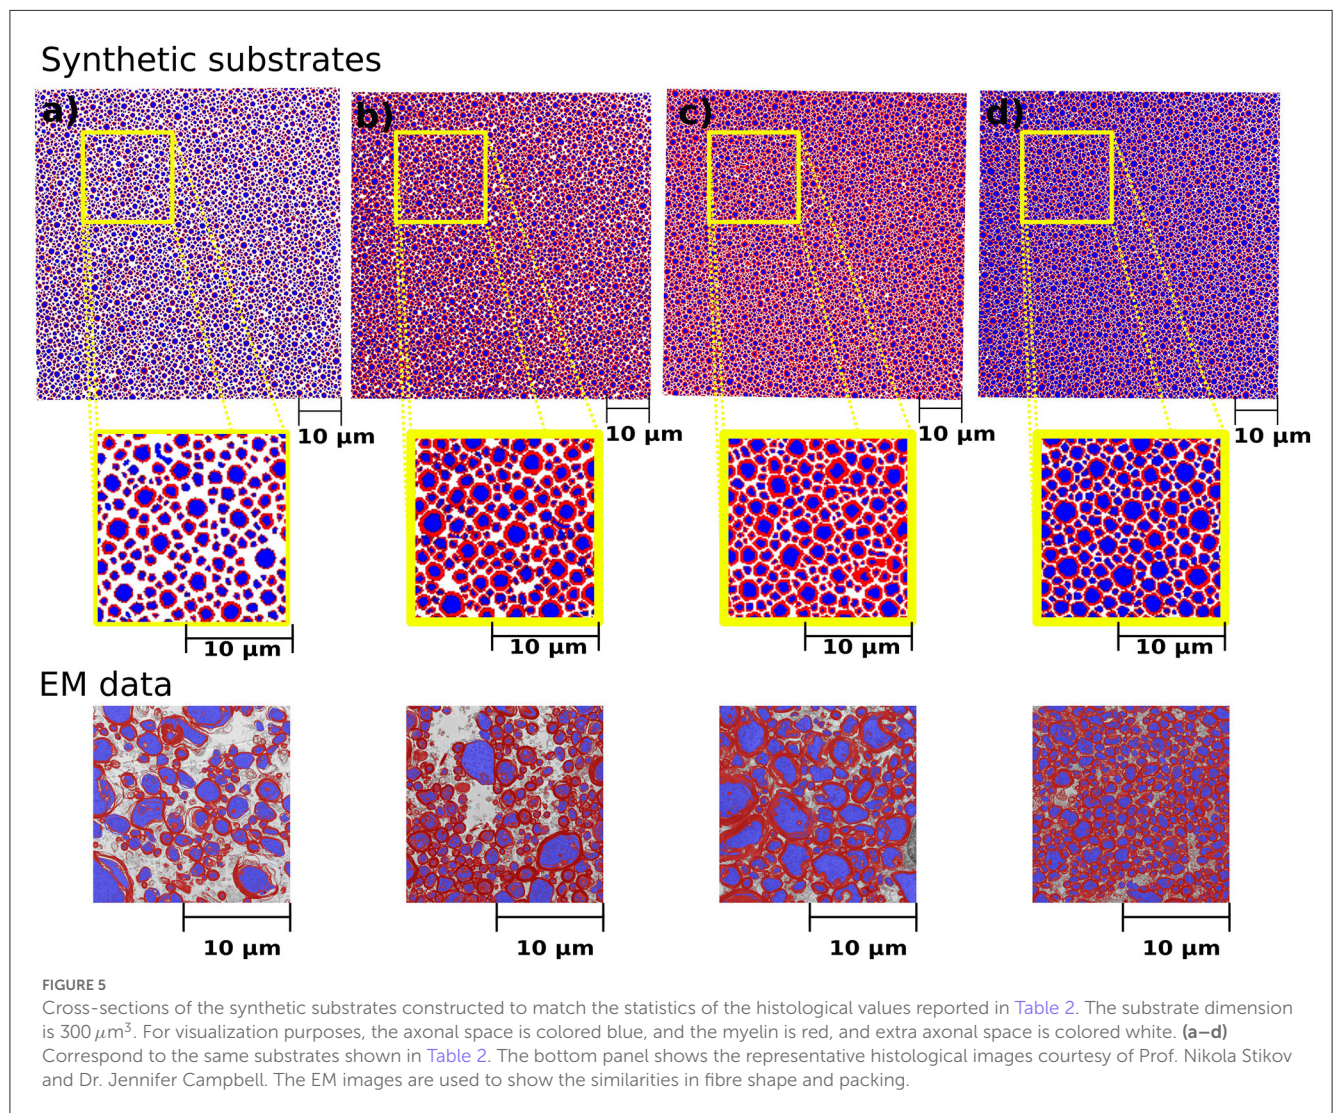 Synthetic substrates
a)
b)
c)
d)
10 µm
10 µm
10 µm
10 µm
10 µm
10 µm
10 µm
10 µm
EM data
10 µm
10 µm
10 µm
10 µm
FIGURE 5
Cross-sections of the synthetic substrates constructed to match the statistics of the histological values reported in Table 2. The substrate dimension
is 300 µm³. For visualization purposes, the axonal space is colored blue, and the myelin is red, and extra axonal space is colored white. (a–d)
Correspond to the same substrates shown in Table 2. The bottom panel shows the representative histological images courtesy of Prof. Nikola Stikov
and Dr. Jennifer Campbell. The EM images are used to show the similarities in fibre shape and packing.